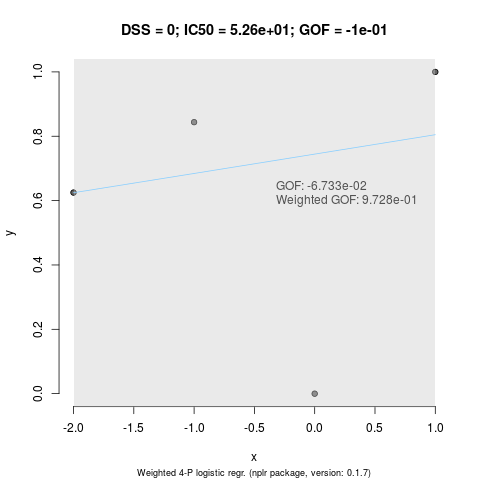 DSS = 0; IC50 = 5.26e+01; GOF = -1e-01
1.0
0.8
0.6
0.4
0.2
0.0
y
GOF: -6.733e-02
Weighted GOF: 9.728e-01
-2.0 -1.5 -1.0 -0.5 0.0 0.5 1.0
x
Weighted 4-P logistic regr. (nplr package, version: 0.1.7)